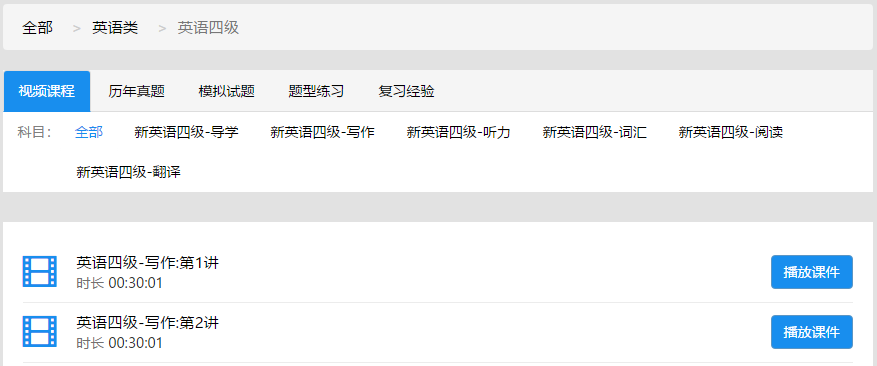 全部 > 英语类 > 英语四级
视频课程 历年真题 模拟试题 题型练习 复习经验
科目： 全部 新英语四级-导学 新英语四级-写作 新英语四级-听力 新英语四级-词汇 新英语四级-阅读
新英语四级-翻译
英语四级-写作:第1讲
时长 00:30:01
播放课件
英语四级-写作:第2讲
时长 00:30:01
播放课件